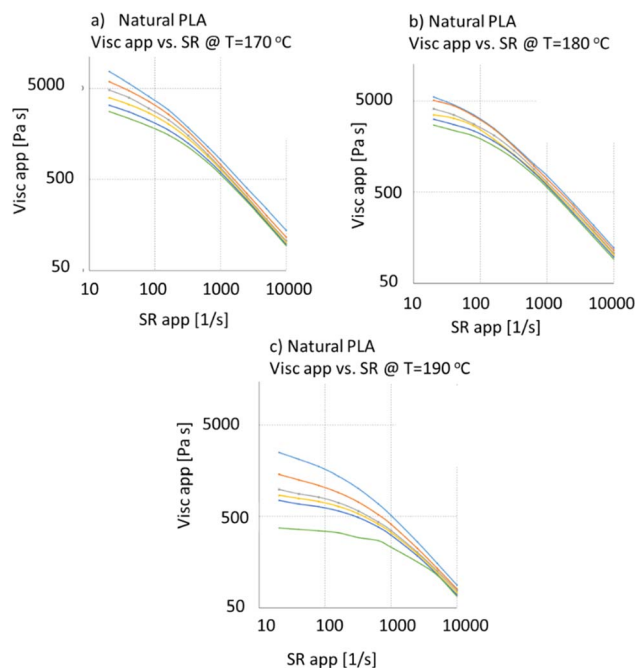 a) Natural PLA
Visc app vs. SR @ T=170 °C
Visc app [Pa s]
5000
500
50
10 100 1000 10000
SR app [1/s]
b) Natural PLA
Visc app vs. SR @ T=180 °C
Visc app [Pa s]
5000
500
50
10 100 1000 10000
SR app [1/s]
c) Natural PLA
Visc app vs. SR @ T=190 °C
Visc app [Pa s]
5000
500
50
10 100 1000 10000
SR app [1/s]